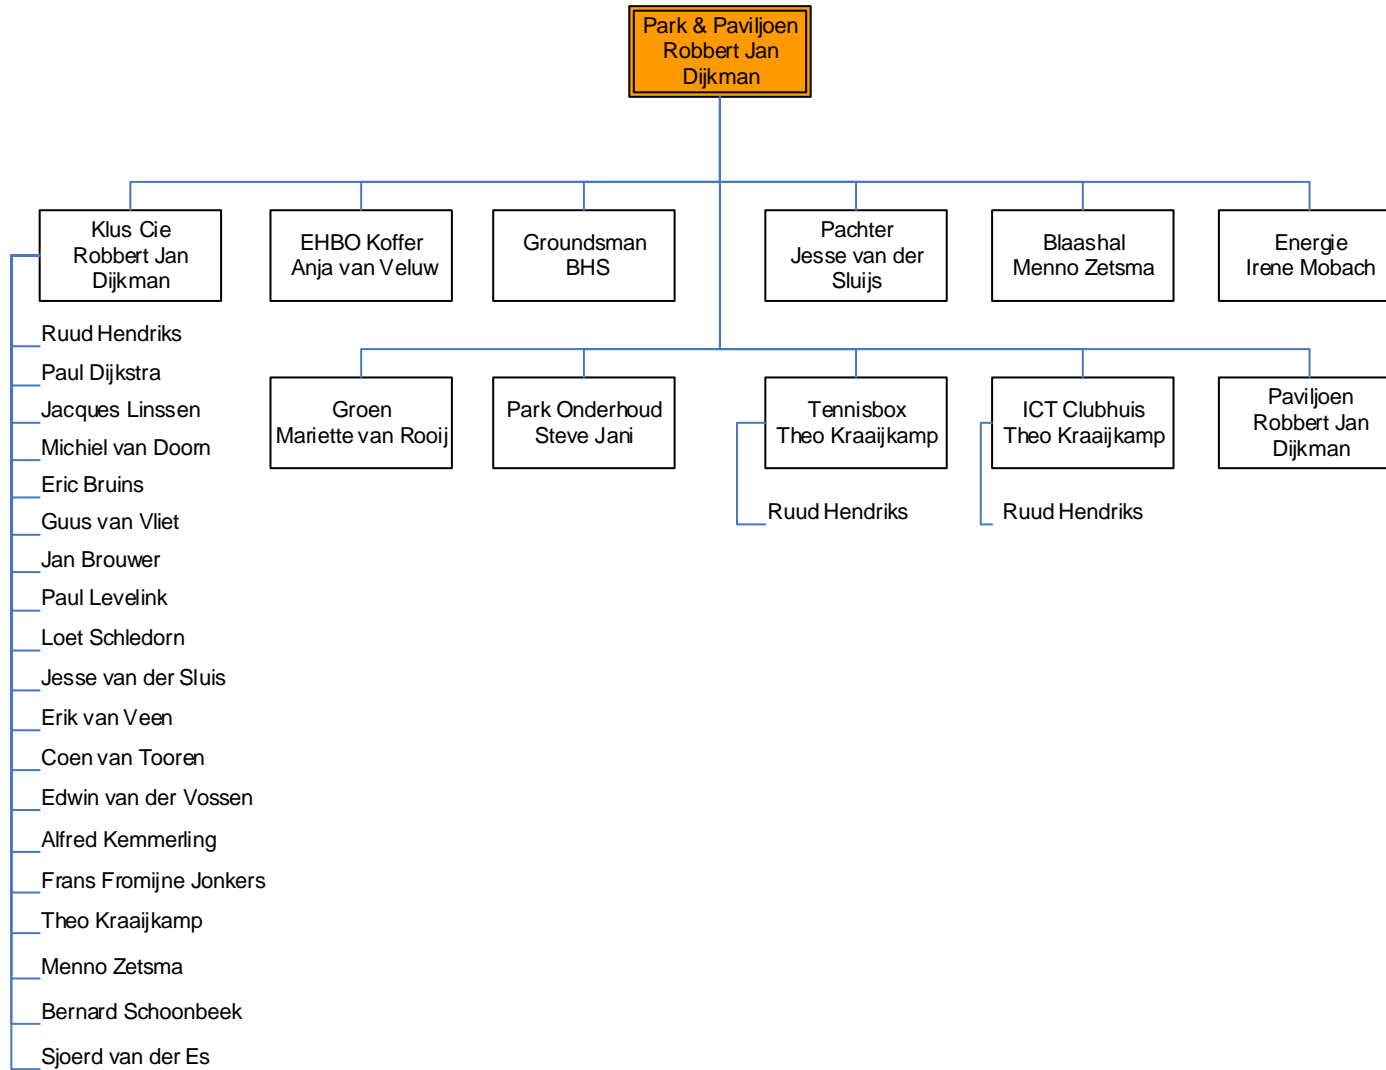 Park & Paviljoen
Robbert Jan
Dijkman
Klus Cie
Robbert Jan
Dijkman
EHBO Koffer
Anja van Veluw
Groundsman
BHS
Pachter
Jesse van der
Sluijs
Blaashal
Menno Zetsma
Energie
Irene Mobach
Groen
Mariette van Rooij
Park Onderhoud
Steve Jani
Tennisbox
Theo Kraaijkamp
Ruud Hendriks
ICT Clubhuis
Theo Kraaijkamp
Ruud Hendriks
Paviljoen
Robbert Jan
Dijkman
Ruud Hendriks
Paul Dijkstra
Jacques Linssen
Michiel van Doorn
Eric Bruins
Guus van Vliet
Jan Brouwer
Paul Levelink
Loet Schledorn
Jesse van der Sluis
Erik van Veen
Coen van Tooren
Edwin van der Vossen
Alfred Kemmerling
Frans Fromijne Jonkers
Theo Kraaijkamp
Menno Zetsma
Bernard Schoonbeek
Sjoerd van der Es